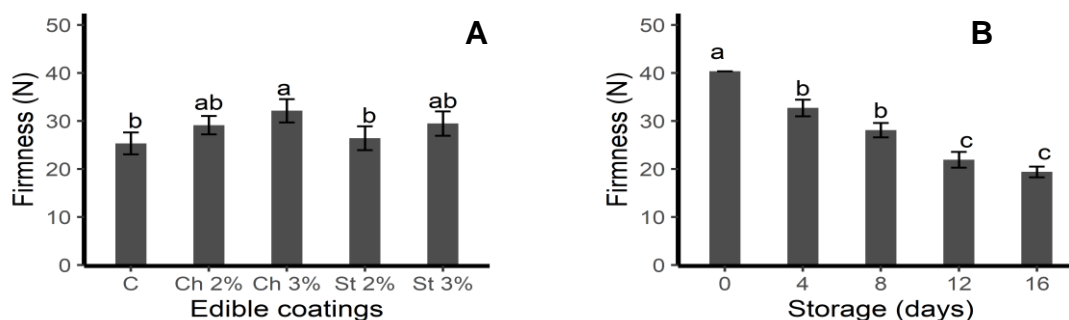 A
50
40
30
20
10
0
Firmness (N)
b
ab
a
b
ab
C Ch 2% Ch 3% St 2% St 3%
Edible coatings
B
50
40
30
20
10
0
Firmness (N)
a
b
b
c
c
0 4 8 12 16
Storage (days)